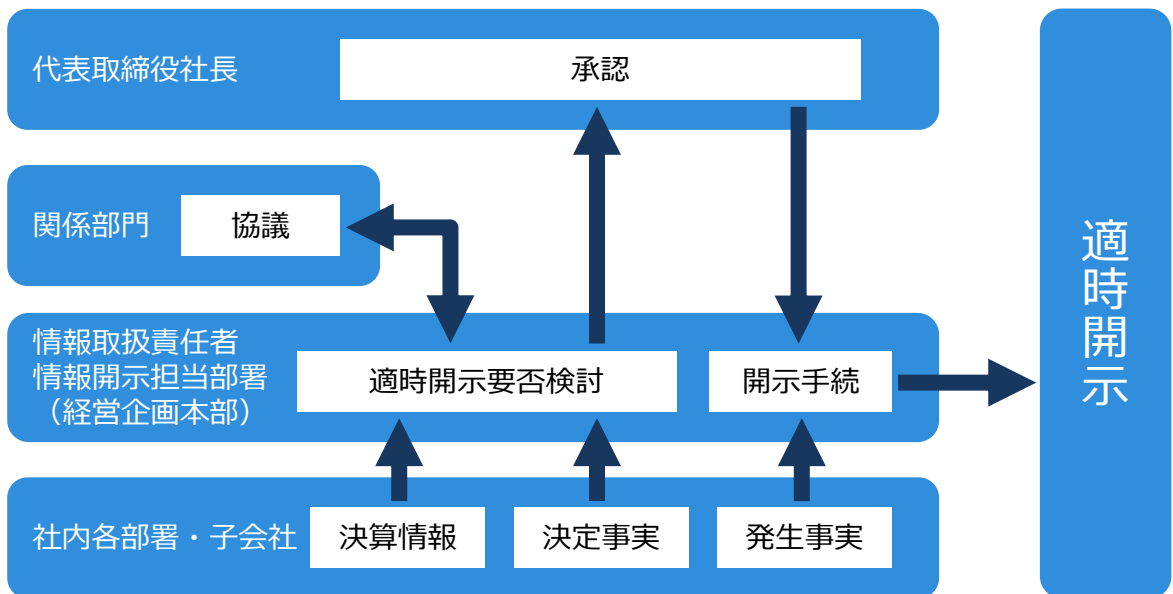 代表取締役社長
承認
関係部門
協議
情報取扱責任者
情報開示担当部署
（経営企画本部）
適時開示要否検討
開示手続
社内各部署・子会社
決算情報
決定事実
発生事実
適時開示